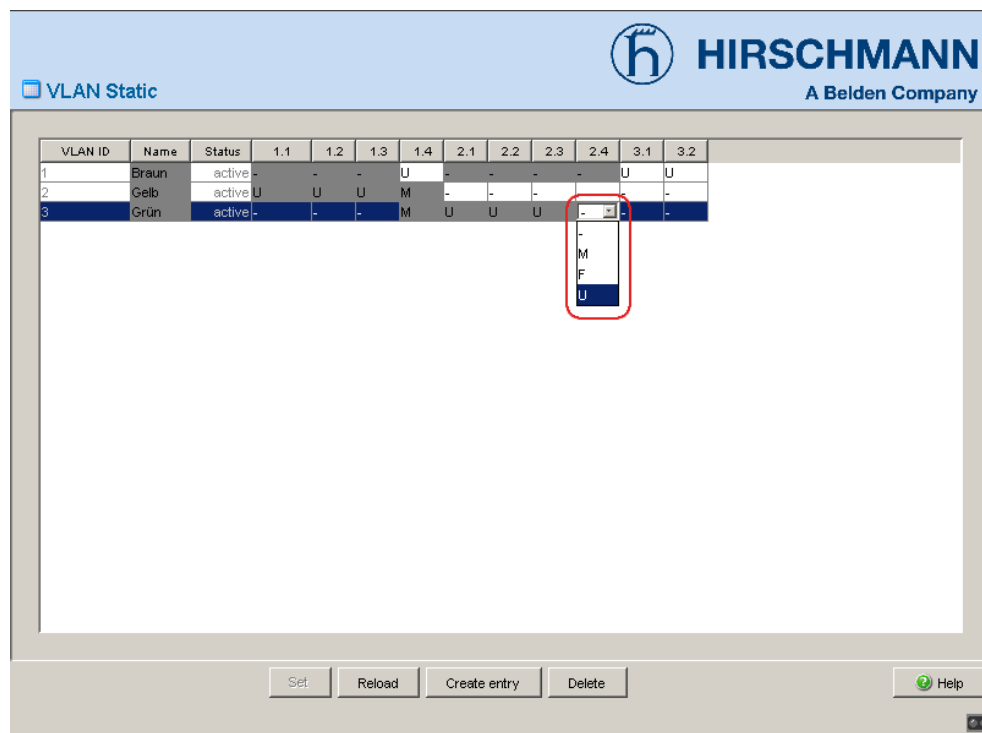 HIRSCHMANN
VLAN Static
A Belden Company
VLAN ID Name Status 1.1 1.2 1.3 1.4 2.1 2.2 2.3 2.4 3.1 3.2
1 Braun active - - - U - - - - U U
2 Gelb active U U U M - - - - - -
3 Grün active - - - M U U U - - -
-
M
F
U
Set Reload Create entry Delete Help